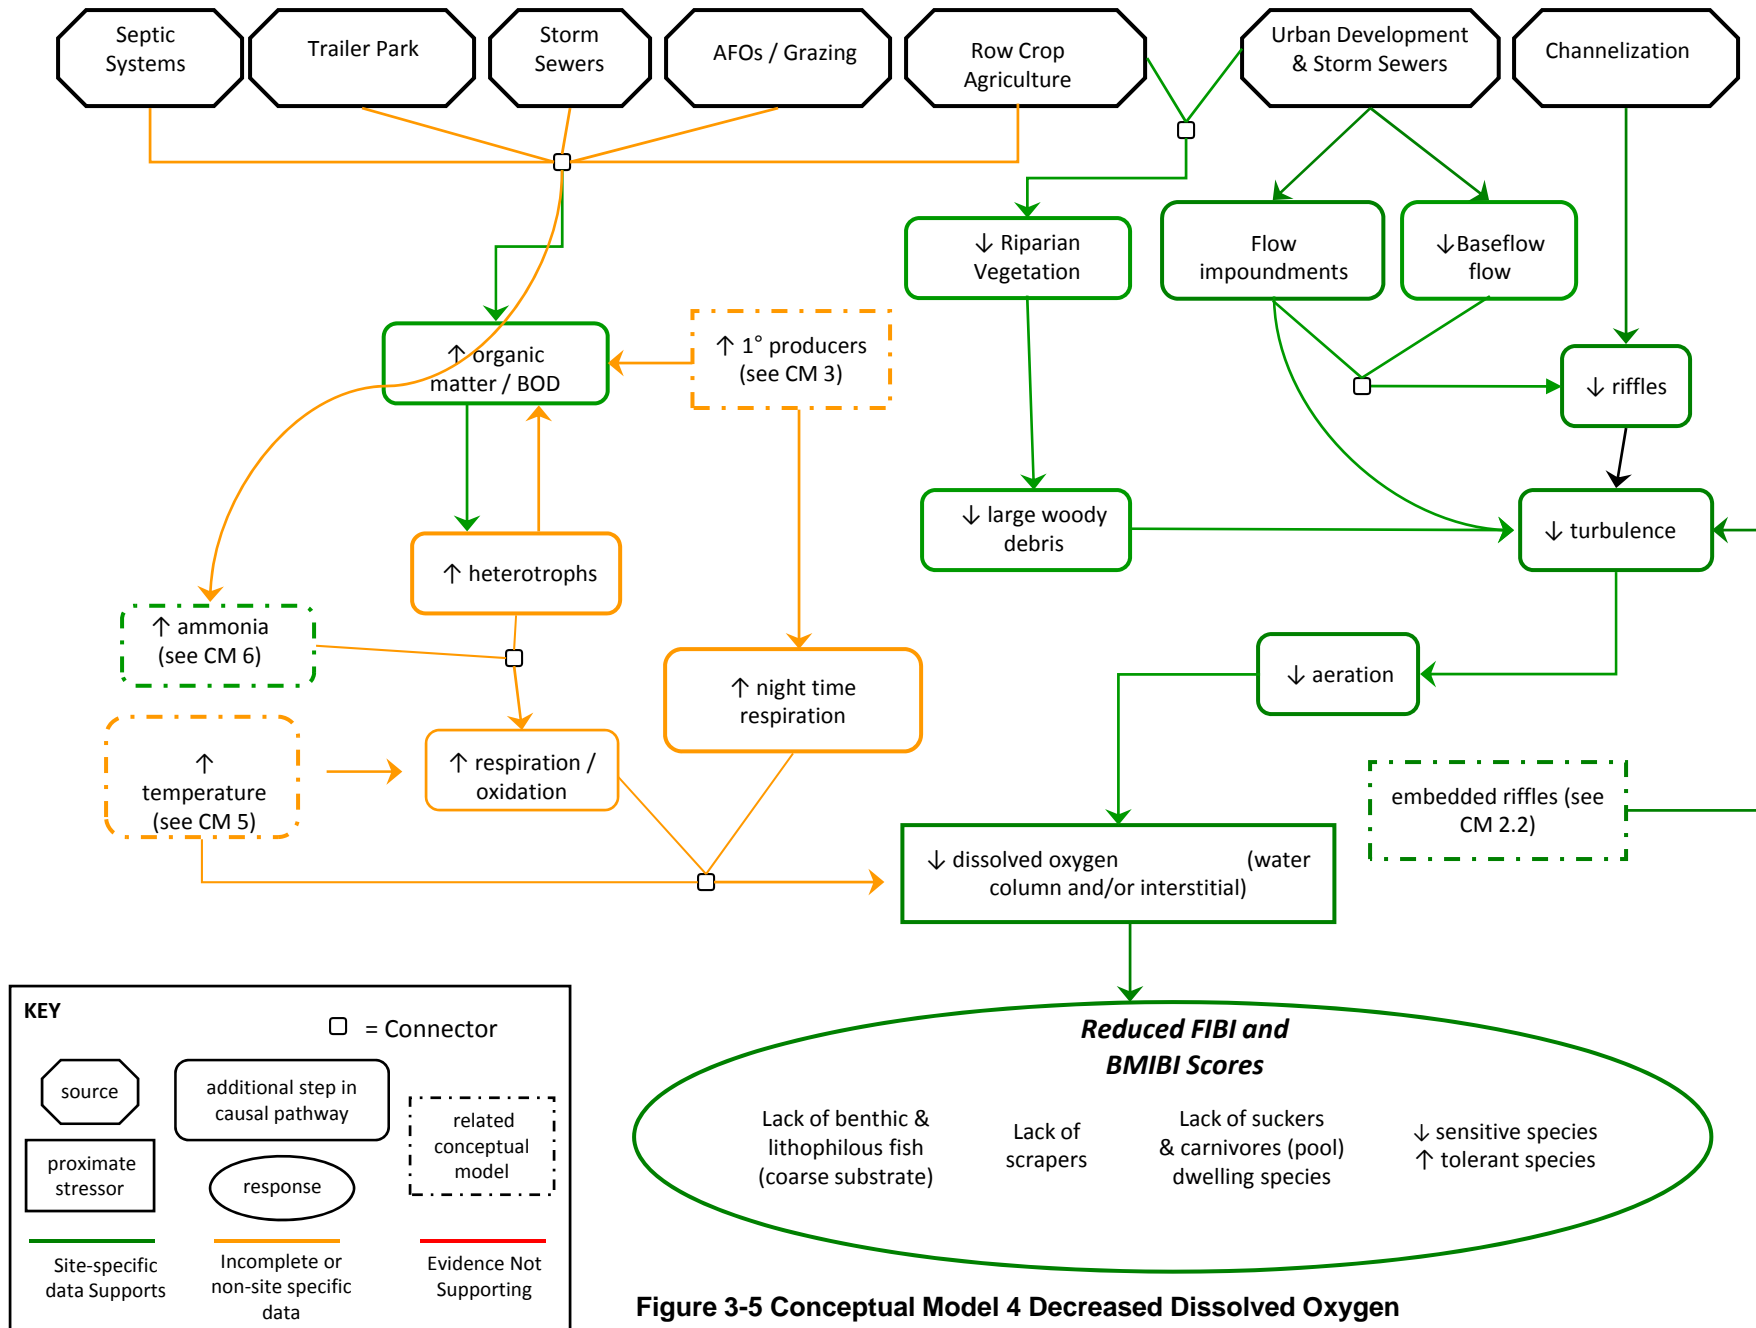 Septic
Systems
Trailer Park
Storm
Sewers
AFOs / Grazing
Row Crop
Agriculture
Urban Development
& Storm Sewers
Channelization
↓ Riparian
Vegetation
Flow
impoundments
↓Baseflow
flow
↑ organic
matter / BOD
↑ 1° producers
(see CM 3)
↓ riffles
↓ large woody
debris
↓ turbulence
↑ heterotrophs
↑ ammonia
(see CM 6)
↑ night time
respiration
↓ aeration
↑
temperature
(see CM 5)
↑ respiration /
oxidation
embedded riffles (see
CM 2.2)
↓ dissolved oxygen (water
column and/or interstitial)
Reduced FIBI and
BMIBI Scores
Lack of benthic &
lithophilous fish
(coarse substrate)
Lack of
scrapers
Lack of suckers
& carnivores (pool)
dwelling species
↓ sensitive species
↑ tolerant species
KEY
= Connector
source
additional step in
causal pathway
related
conceptual
model
proximate
stressor
response
Site-specific
data Supports
Incomplete or
non-site specific
data
Evidence Not
Supporting
Figure 3-5 Conceptual Model 4 Decreased Dissolved Oxygen